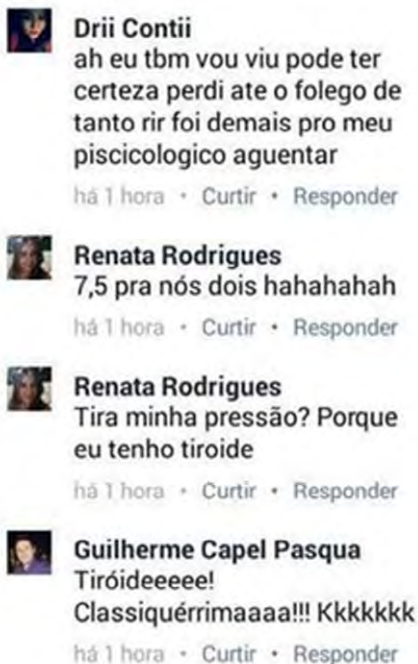 Drii Contii
ah eu tbm vou viu pode ter
certeza perdi ate o folego de
tanto rir foi demais pro meu
piscicologico aguentar
há 1 hora • Curtir • Responder
Renata Rodrigues
7,5 pra nós dois hahahahah
há 1 hora • Curtir • Responder
Renata Rodrigues
Tira minha pressão? Porque
eu tenho tiroide
há 1 hora • Curtir • Responder
Guilherme Capel Pasqua
Tiróideeeee!
Classiquérrimaaaa!!! Kkkkkkk
há 1 hora • Curtir • Responder